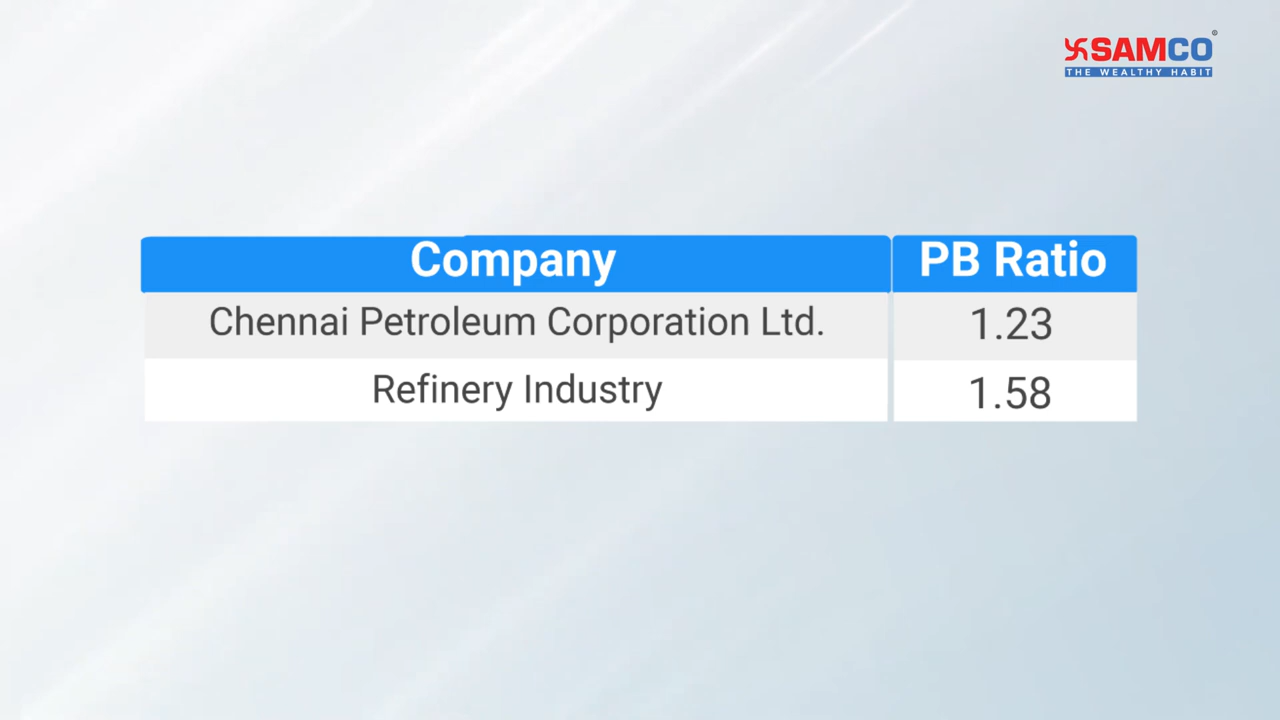 SAMCO
THE WEALTHY HABIT
Company PB Ratio
Chennai Petroleum Corporation Ltd. 1.23
Refinery Industry 1.58